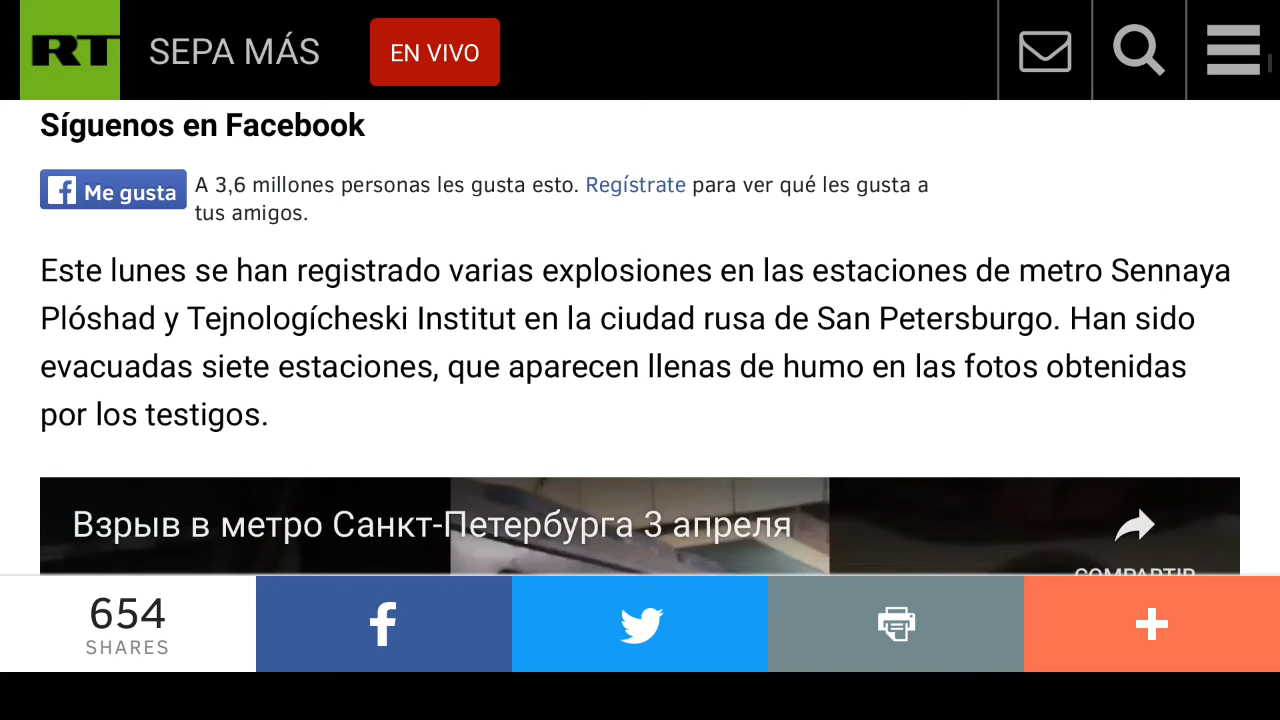 RT SEPA MÁS EN VIVO
Síguenos en Facebook
Me gusta A 3,6 millones personas les gusta esto. Regístrate para ver qué les gusta a
tus amigos.
Este lunes se han registrado varias explosiones en las estaciones de metro Sennaya
Plóshad y Tejnologícheski Institut en la ciudad rusa de San Petersburgo. Han sido
evacuadas siete estaciones, que aparecen llenas de humo en las fotos obtenidas
por los testigos.
Взрыв в метро Санкт-Петербурга 3 апреля
COMPARTIR
654
SHARES